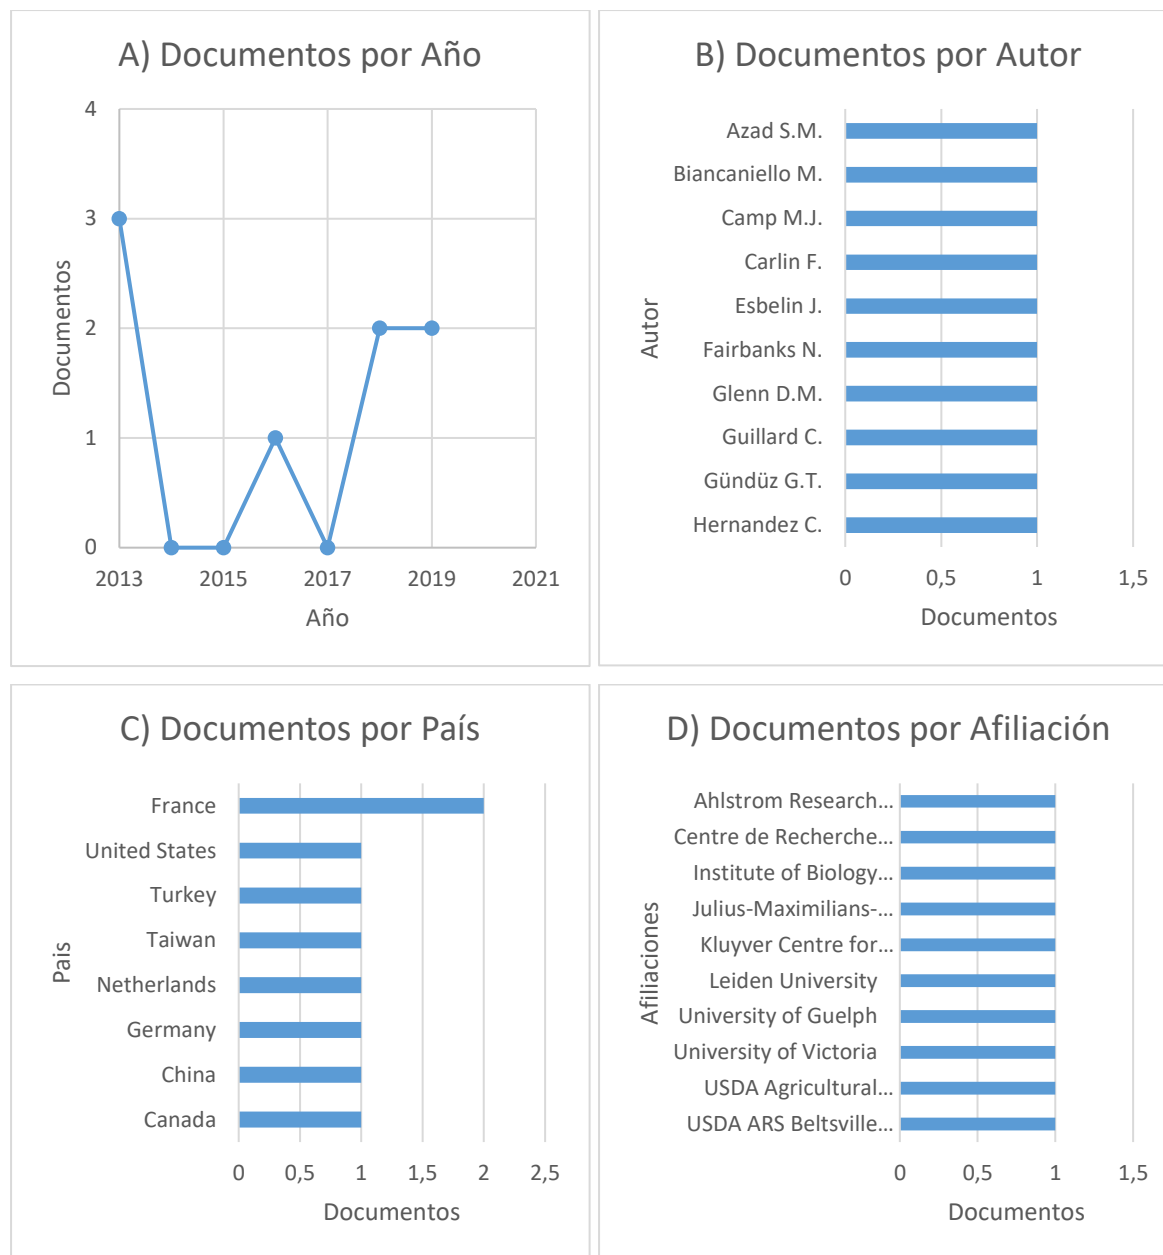 A) Documentos por Año
4
3
2
1
0
Documentos
2013 2015 2017 2019 2021
Año
B) Documentos por Autor
Azad S.M.
Biancaniello M.
Camp M.J.
Carlin F.
Esbelin J.
Fairbanks N.
Glenn D.M.
Guillard C.
Gündüz G.T.
Hernandez C.
Autor
0 0,5 1 1,5
Documentos
C) Documentos por País
France
United States
Turkey
Taiwan
Netherlands
Germany
China
Canada
Pais
0 0,5 1 1,5 2 2,5
Documentos
D) Documentos por Afiliación
Ahlstrom Research...
Centre de Recherche...
Institute of Biology...
Julius-Maximilians-...
Kluyver Centre for...
Leiden University
University of Guelph
University of Victoria
USDA Agricultural...
USDA ARS Beltsville...
Afiliaciones
0 0,5 1 1,5
Documentos